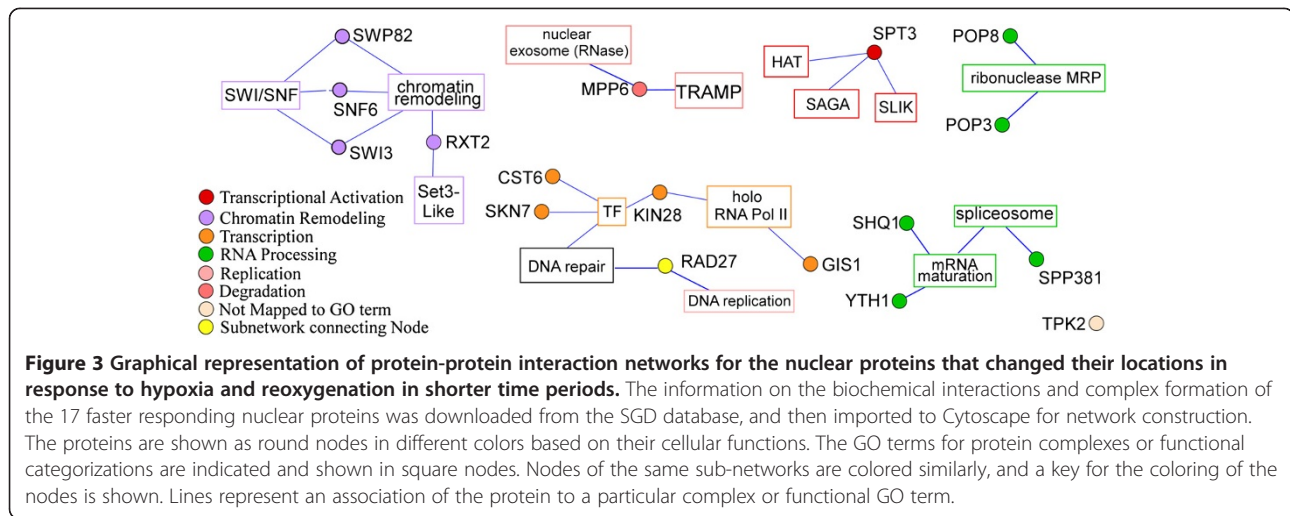 SWP82
SWI/SNF
SNF6
chromatin
remodeling
SWI3
RXT2
Set3-
Like
nuclear
exosome (RNase)
MPP6
TRAMP
SPT3
HAT
SAGA
SLIK
POP8
ribonuclease MRP
POP3
CST6
SKN7
TF
KIN28
holo
RNA Pol II
GIS1
DNA repair
RAD27
DNA replication
SHQ1
spliceosome
mRNA
maturation
SPP381
YTH1
TPK2
Transcriptional Activation
Chromatin Remodeling
Transcription
RNA Processing
Replication
Degradation
Not Mapped to GO term
Subnetwork connecting Node
Figure 3 Graphical representation of protein-protein interaction networks for the nuclear proteins that changed their locations in
response to hypoxia and reoxygenation in shorter time periods. The information on the biochemical interactions and complex formation of
the 17 faster responding nuclear proteins was downloaded from the SGD database, and then imported to Cytoscape for network construction.
The proteins are shown as round nodes in different colors based on their cellular functions. The GO terms for protein complexes or functional
categorizations are indicated and shown in square nodes. Nodes of the same sub-networks are colored similarly, and a key for the coloring of the
nodes is shown. Lines represent an association of the protein to a particular complex or functional GO term.